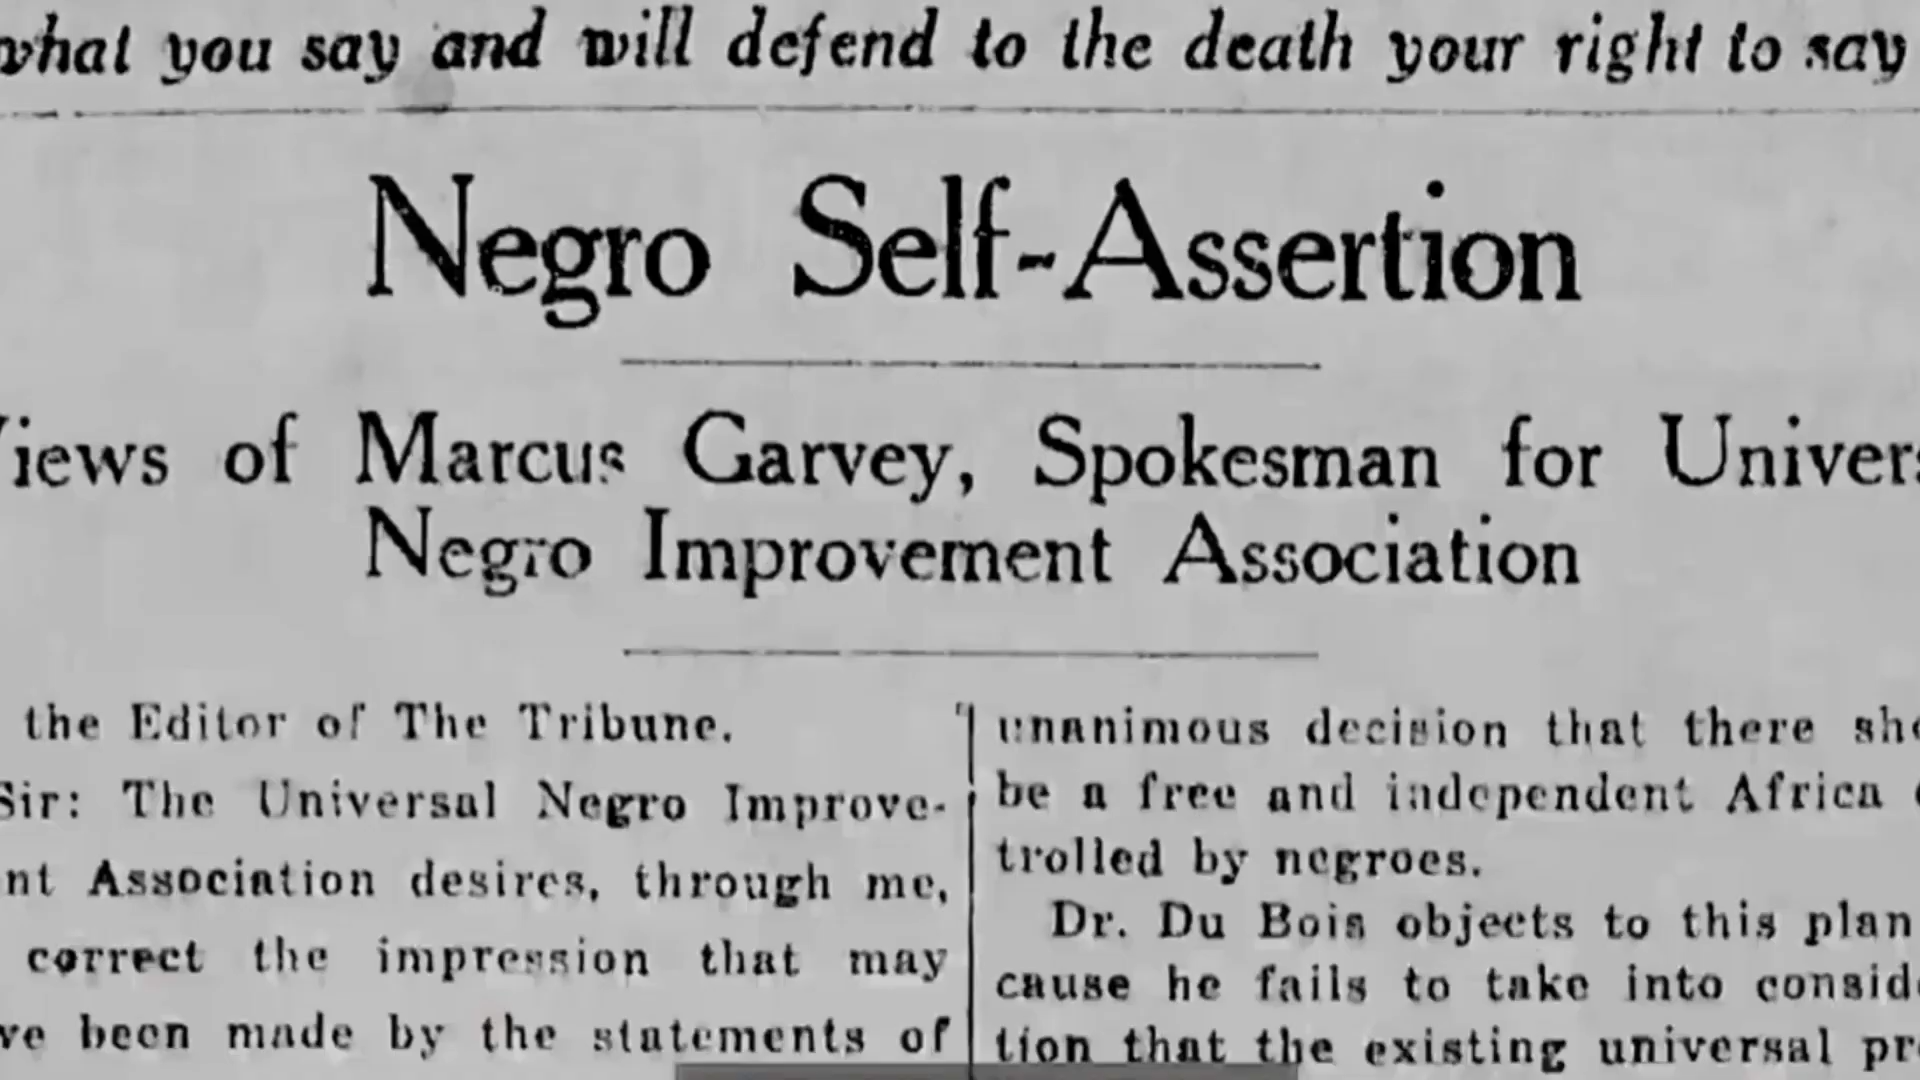 what you say and will defend to the death your right to say
Negro Self-Assertion
Views of Marcus Garvey, Spokesman for Univers
Negro Improvement Association
the Editor of The Tribune.
Sir: The Universal Negro Improve-
nt Association desires, through me,
correct the impression that may
ve been made by the statements of
unanimous decision that there sho
be a free and independent Africa
trolled by negroes.
Dr. Du Bois objects to this plan
cause he fails to take into consid
tion that the existing universal pr